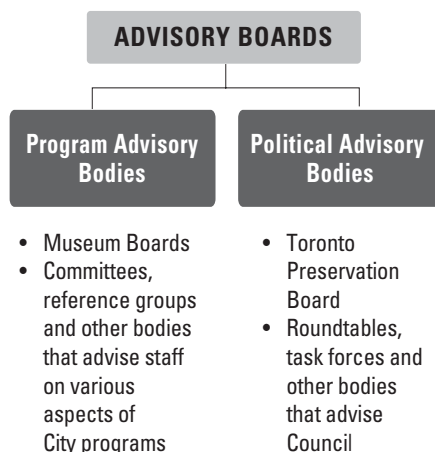 ADVISORY BOARDS
Program Advisory
Bodies
• Museum Boards
• Committees,
reference groups
and other bodies
that advise staff
on various
aspects of
City programs
Political Advisory
Bodies
• Toronto
Preservation
Board
• Roundtables,
task forces and
other bodies
that advise
Council